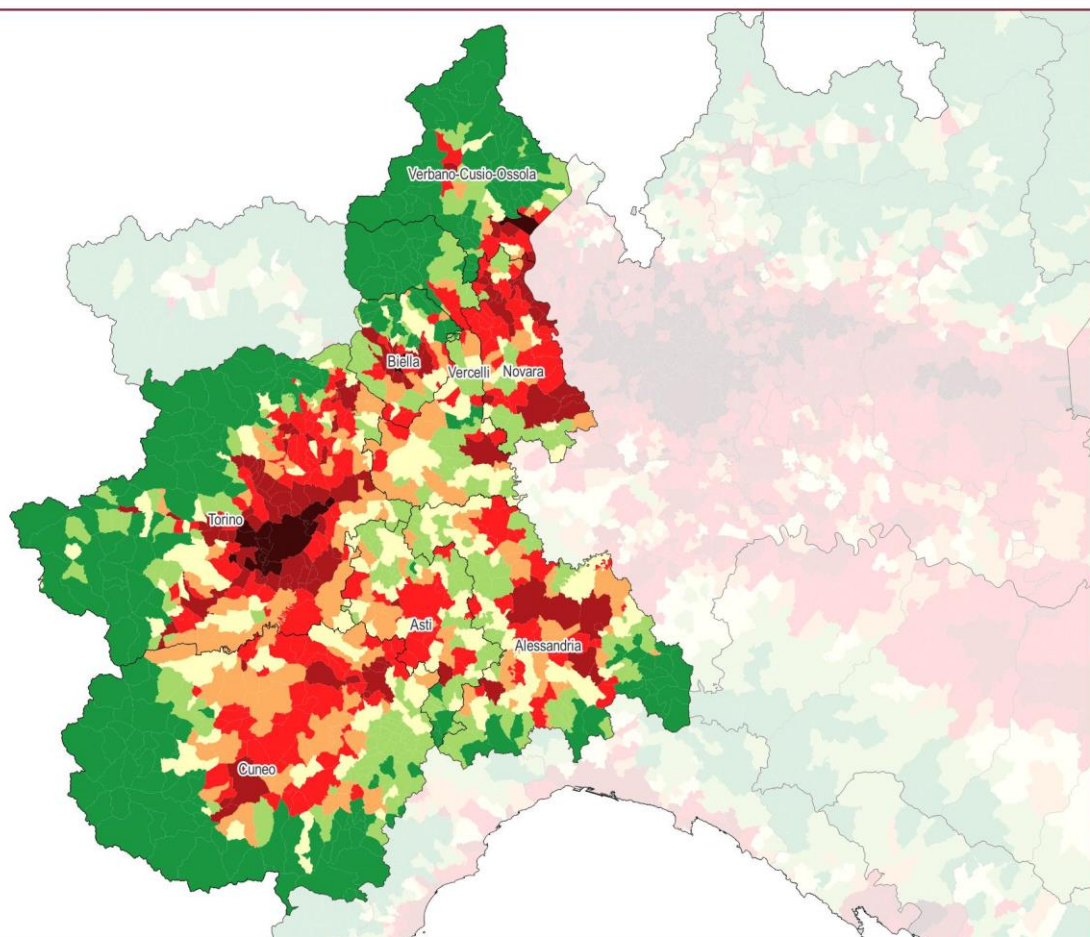 Verbano-Cusio-Ossola
Biella
Vercelli
Novara
Torino
Asti
Alessandria
Cuneo